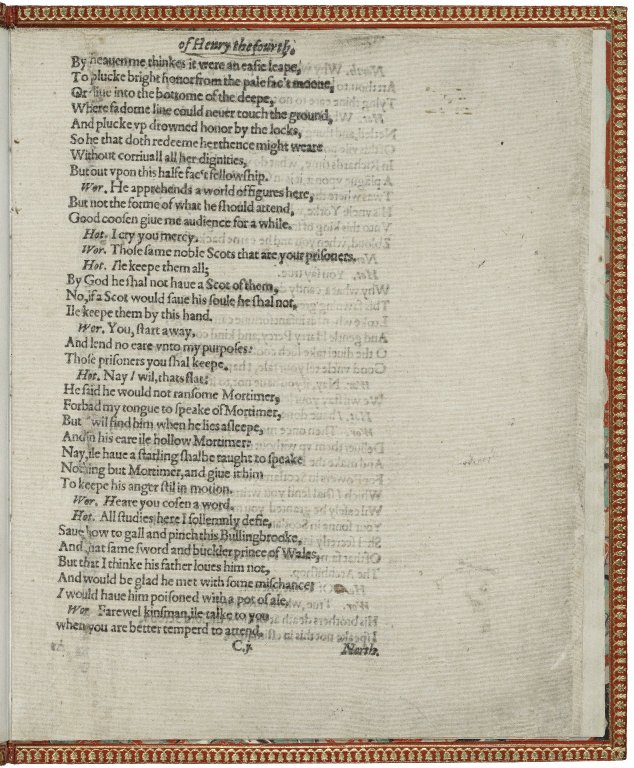 of Henry the fourth.
By heauen me thinkes it were an easie leape,
To plucke bright honor from the pale fac't moone,
Or diue into the bottome of the deepe,
Where fadome line could neuer touch the ground,
And plucke vp drowned honor by the locks,
So he that doth redeeme her thence might weare
Without corriuall all her dignities,
But out vpon this halfe fac't fellowship.
Wor. He apprehends a world of figures here,
But not the forme of what he should attend,
Good coosen giue me audience for a while.
Hot. I cry you mercy.
Wor. Those same noble Scots that are your prisoners.
Hot. Ile keepe them all;
By God he shal not haue a Scot of them,
No, if a Scot would saue his soule he shal not,
Ile keepe them by this hand.
Wor. You, start away,
And lend no eare vnto my purposes:
Those prisoners you shal keepe.
Hot. Nay I wil, thats flat:
He said he would not ransome Mortimer,
Forbad my tongue to speake of Mortimer,
But wil find him when he lies asleepe,
And in his eare ile hollow Mortimer:
Nay, ile haue a starling shalbe taught to speake
Nothing but Mortimer, and giue it him
To keepe his anger stil in motion.
Wor. Heare you cosen a word.
Hot. All studies here I sollemnly defie,
Saue how to gall and pinch this Bullingbrooke,
And that same sword and buckler prince of Wales,
But that I thinke his father loues him not,
And would be glad he met with some mischance:
I would haue him poisoned with a pot of ale.
Wor. Farewel kinsman, ile talke to you
when you are better temperd to attend.
C.j. North.